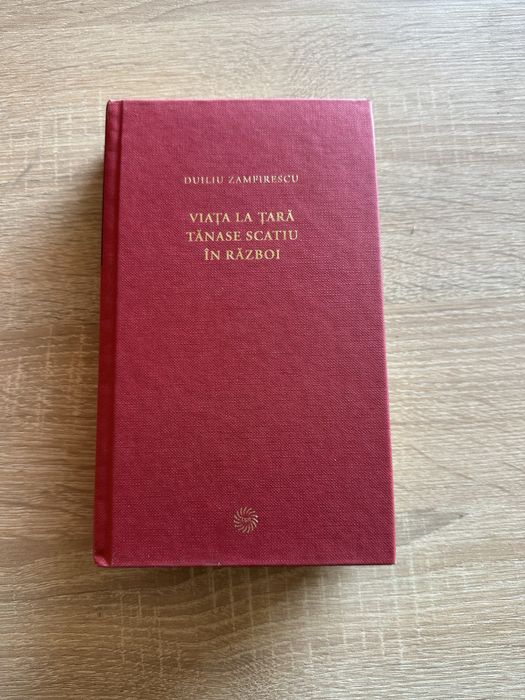 DUILIU ZAMFIRESCU
VIAȚA LA ȚARĂ
TĂNASE SCATIU
ÎN RĂZBOI